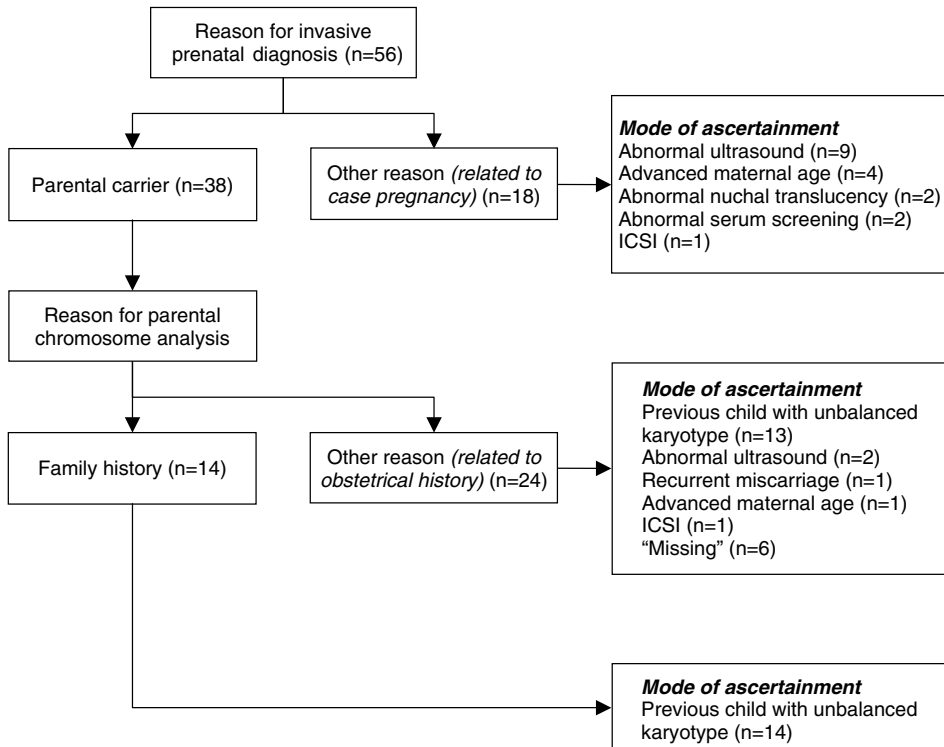 Reason for invasive
prenatal diagnosis (n=56)
Parental carrier (n=38)
Other reason (related to
case pregnancy) (n=18)
Mode of ascertainment
Abnormal ultrasound (n=9)
Advanced maternal age (n=4)
Abnormal nuchal translucency (n=2)
Abnormal serum screening (n=2)
ICSI (n=1)
Reason for parental
chromosome analysis
Family history (n=14)
Other reason (related to
obstetrical history) (n=24)
Mode of ascertainment
Previous child with unbalanced
karyotype (n=13)
Abnormal ultrasound (n=2)
Recurrent miscarriage (n=1)
Advanced maternal age (n=1)
ICSI (n=1)
“Missing” (n=6)
Mode of ascertainment
Previous child with unbalanced
karyotype (n=14)